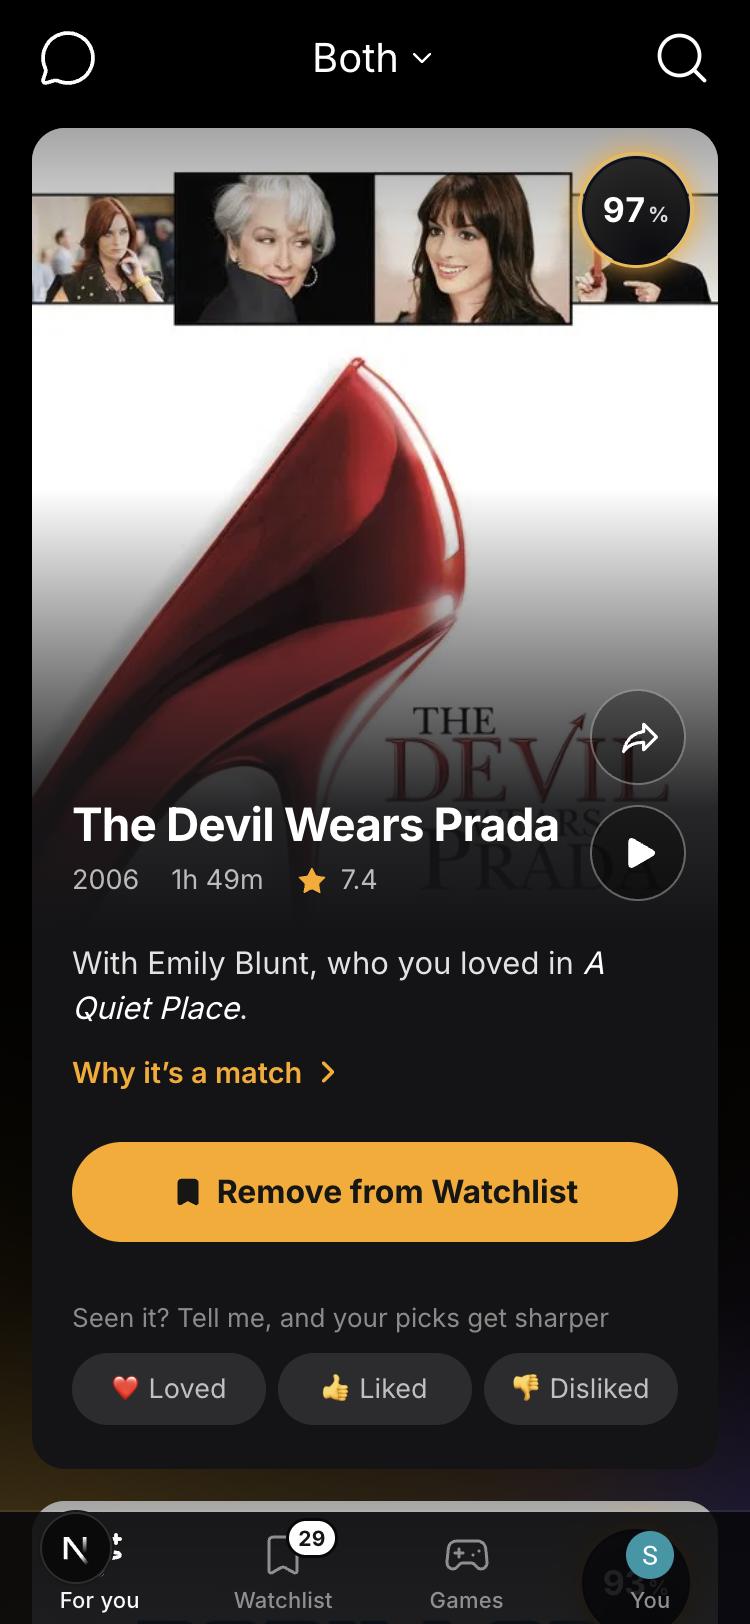 Both
97%
THE
DEVIL
WEARS
PRADA
The Devil Wears Prada
2006 1h 49m 7.4
With Emily Blunt, who you loved in A
Quiet Place.
Why it’s a match
Remove from Watchlist
Seen it? Tell me, and your picks get sharper
Loved Liked Disliked
N 29 S
93%
For you Watchlist Games You